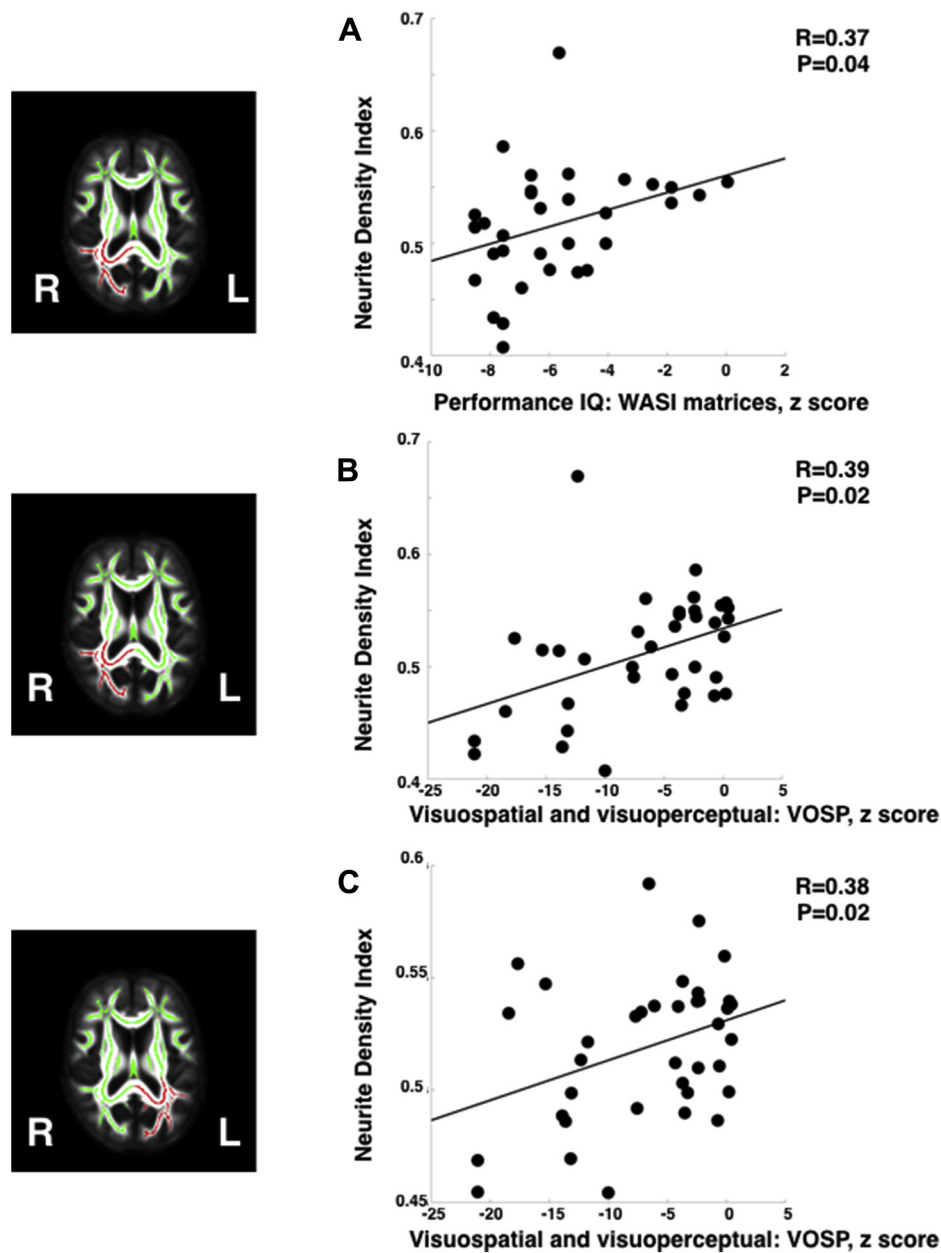 A
R=0.37
P=0.04
0.7
0.6
0.5
0.4
Neurite Density Index
-10 -8 -6 -4 -2 0 2
Performance IQ: WASI matrices, z score
R L
B
R=0.39
P=0.02
0.7
0.6
0.5
0.4
Neurite Density Index
-25 -20 -15 -10 -5 0 5
Visuospatial and visuoperceptual: VOSP, z score
R L
C
R=0.38
P=0.02
0.6
0.55
0.5
0.45
Neurite Density Index
-25 -20 -15 -10 -5 0 5
Visuospatial and visuoperceptual: VOSP, z score
R L